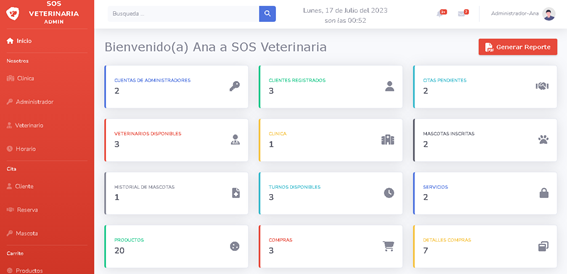 SOS
VETERINARIA
ADMIN
Inicio
Nosotros
Clinica
Administrador
Veterinario
Horario
Cita
Cliente
Reserva
Mascota
Carrito
Productos
Busqueda ...
Lunes, 17 de Julio del 2023
son las 00:52
Administrador-Ana
Bienvenido(a) Ana a SOS Veterinaria
Generar Reporte
CUENTAS DE ADMINISTRADORES
2
CLIENTES REGISTRADOS
3
CITAS PENDIENTES
2
VETERINARIOS DISPONIBLES
3
CLINICA
1
MASCOTAS INSCRITAS
2
HISTORIAL DE MASCOTAS
1
TURNOS DISPONIBLES
3
SERVICIOS
2
PRODUCTOS
20
COMPRAS
3
DETALLES COMPRAS
7